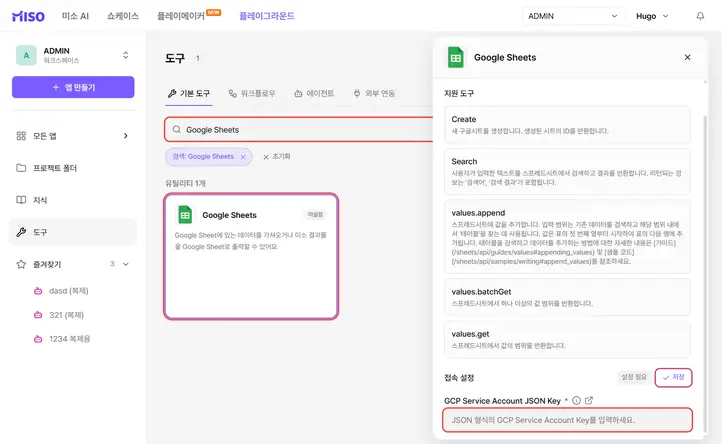 MISO
미소 AI
쇼케이스
플레이메이커 NEW
플레이그라운드
ADMIN
Hugo
A
ADMIN
워크스페이스
+ 앱 만들기
모든 앱
프로젝트 폴더
지식
도구
즐겨찾기 3
dasd (복제)
321 (복제)
1234 복제용
도구 1
기본 도구
워크플로우
에이전트
외부 연동
Google Sheets
검색: Google Sheets ×
× 초기화
유틸리티 1개
Google Sheets
미설정
Google Sheet에 있는 데이터를 가져오거나 미소 결과물
을 Google Sheet로 출력할 수 있어요
Google Sheets
지원 도구
Create
새 구글시트를 생성합니다. 생성된 시트의 ID를 반환합니다.
Search
사용자가 입력한 텍스트를 스프레드시트에서 검색하고 결과를 반환합니다. 리턴되는 정
보는 '검색어', '검색 결과'가 포함됩니다.
values.append
스프레드시트에 값을 추가합니다. 입력 범위는 기존 데이터를 검색하고 해당 범위 내에
서 '테이블'을 찾는 데 사용됩니다. 값은 표의 첫 번째 열부터 시작하여 표의 다음 행에 추
가됩니다. 테이블을 검색하고 데이터를 추가하는 방법에 대한 자세한 내용은 [가이드]
(/sheets/api/guides/values#appending_values) 및 [샘플 코드]
(/sheets/api/samples/writing#append_values)를 참조하세요.
values.batchGet
스프레드시트에서 하나 이상의 값 범위를 반환합니다.
values.get
스프레드시트에서 값의 범위를 반환합니다.
접속 설정
설정 필요
저장
GCP Service Account JSON Key *
JSON 형식의 GCP Service Account Key를 입력하세요.